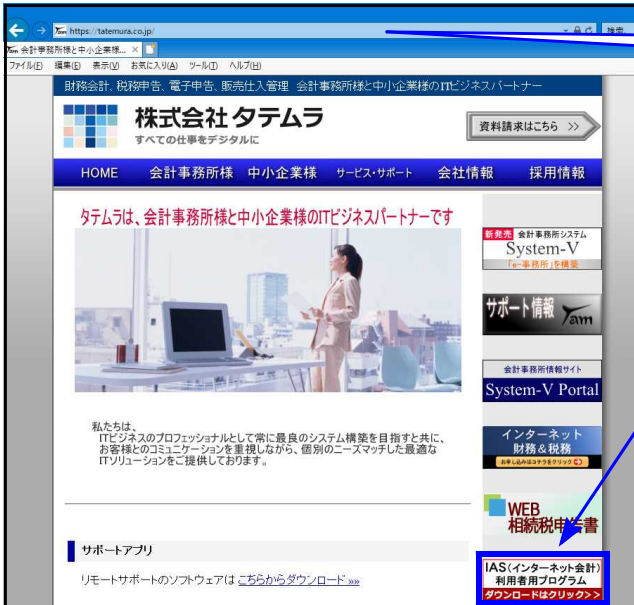 https://tatemura.co.jp/
検索
会計事務所様と中小企業様...
ファイル(F) 編集(E) 表示(V) お気に入り(A) ツール(T) ヘルプ(H)
財務会計、税務申告、電子申告、販売仕入管理 会計事務所様と中小企業様のITビジネスパートナー
株式会社タテムラ
すべての仕事をデジタルに
資料請求はこちら >>
HOME 会計事務所様 中小企業様 サービス・サポート 会社情報 採用情報
タテムラは、会計事務所様と中小企業様のITビジネスパートナーです
新発売 会計事務所システム
System-V
「e-事務所」を構築
サポート情報 Tam
会計事務所情報サイト
System-V Portal
インターネット
財務&税務
お申し込みはコチラをクリック
WEB
相続税申告書
IAS(インターネット会計)
利用者用プログラム
ダウンロードはクリック>>
私たちは、
ITビジネスのプロフェッショナルとして常に最良のシステム構築を目指すと共に、
お客様とのコミュニケーションを重視しながら、個別のニーズマッチした最適な
ITソリューションをご提供しております。
サポートアプリ
リモートサポートのソフトウェアは こちらからダウンロード »»